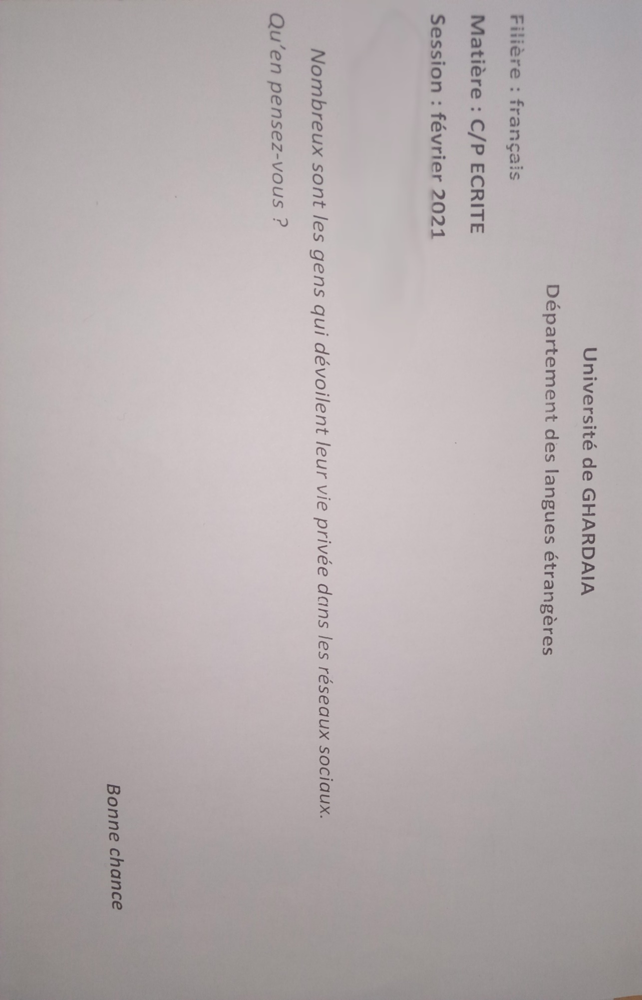 Université de GHARDAIA
Département des langues étrangères
Filière : français
Matière : C/P ECRITE
Session : février 2021
Nombreux sont les gens qui dévoilent leur vie privée dans les réseaux sociaux.
Qu'en pensez-vous ?
Bonne chance